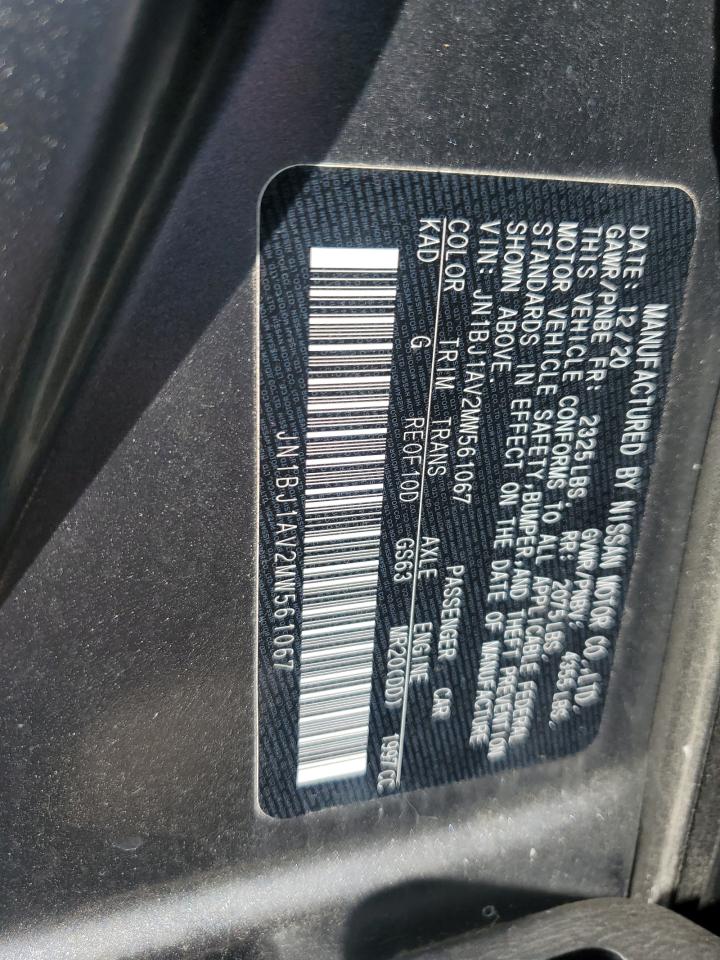 MANUFACTURED BY NISSAN MOTOR CO.,LTD.
DATE: 12/20 GVWR/PNBV: 4365 LBS,
GAWR/PNBE FR: 2325 LBS, RR: 2075 LBS
THIS VEHICLE CONFORMS TO ALL APPLICABLE FEDERAL
MOTOR VEHICLE SAFETY,BUMPER,AND THEFT PREVENTION
STANDARDS IN EFFECT ON THE DATE OF MANUFACTURE
SHOWN ABOVE
VIN: JN1BJ1AV2MW561067 PASSENGER CAR
COLOR TRIM TRANS AXLE ENGINE
KAD G RE0F10D GS63 MR20(DD) 1997CC
JN1BJ1AV2MW561067